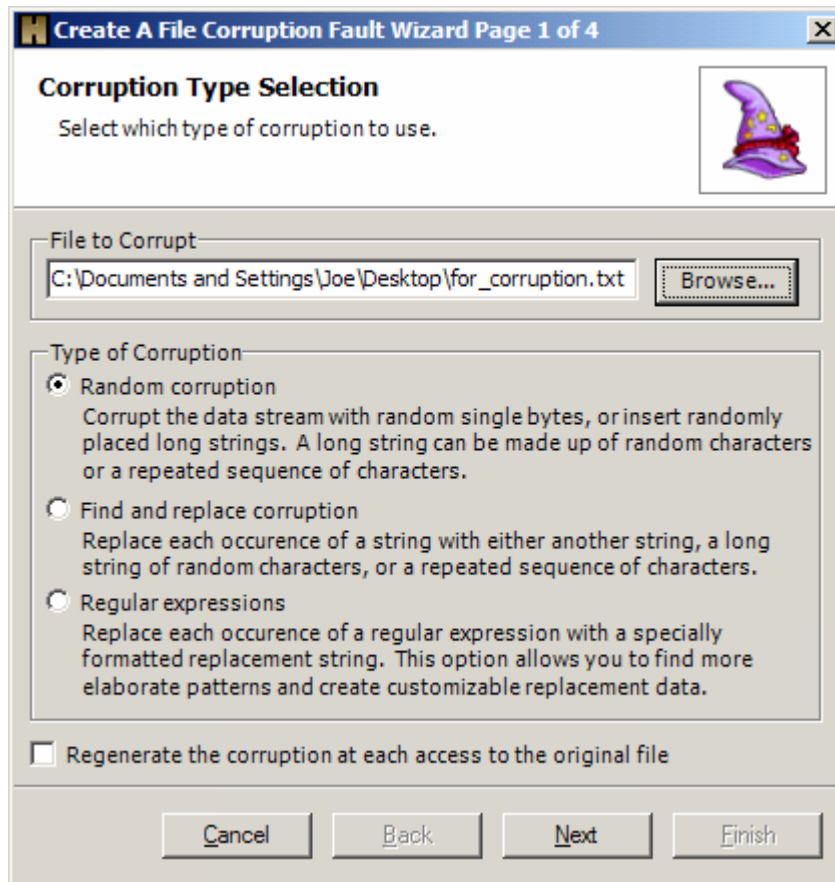 Create A File Corruption Fault Wizard Page 1 of 4
Corruption Type Selection
Select which type of corruption to use.
File to Corrupt
C:\Documents and Settings\Joe\Desktop\for_corruption.txt
Browse...
Type of Corruption
Random corruption
Corrupt the data stream with random single bytes, or insert randomly
placed long strings. A long string can be made up of random characters
or a repeated sequence of characters.
Find and replace corruption
Replace each occurence of a string with either another string, a long
string of random characters, or a repeated sequence of characters.
Regular expressions
Replace each occurence of a regular expression with a specially
formatted replacement string. This option allows you to find more
elaborate patterns and create customizable replacement data.
Regenerate the corruption at each access to the original file
Cancel Back Next Finish